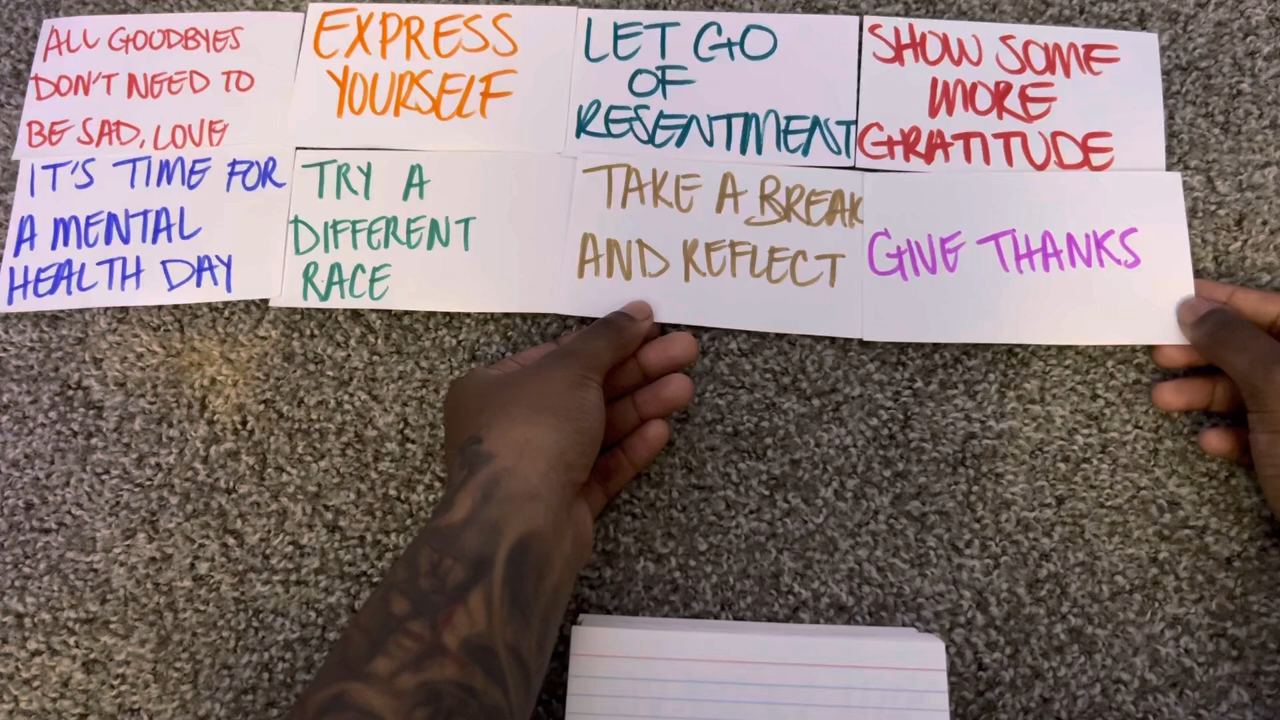 ALL GOODBYES
DON'T NEED TO
BE SAD, LOVE
EXPRESS
YOURSELF
LET GO
OF
RESENTMENT
SHOW SOME
MORE
GRATITUDE
IT'S TIME FOR
A MENTAL
HEALTH DAY
TRY A
DIFFERENT
RACE
TAKE A BREAK
AND REFLECT
GIVE THANKS